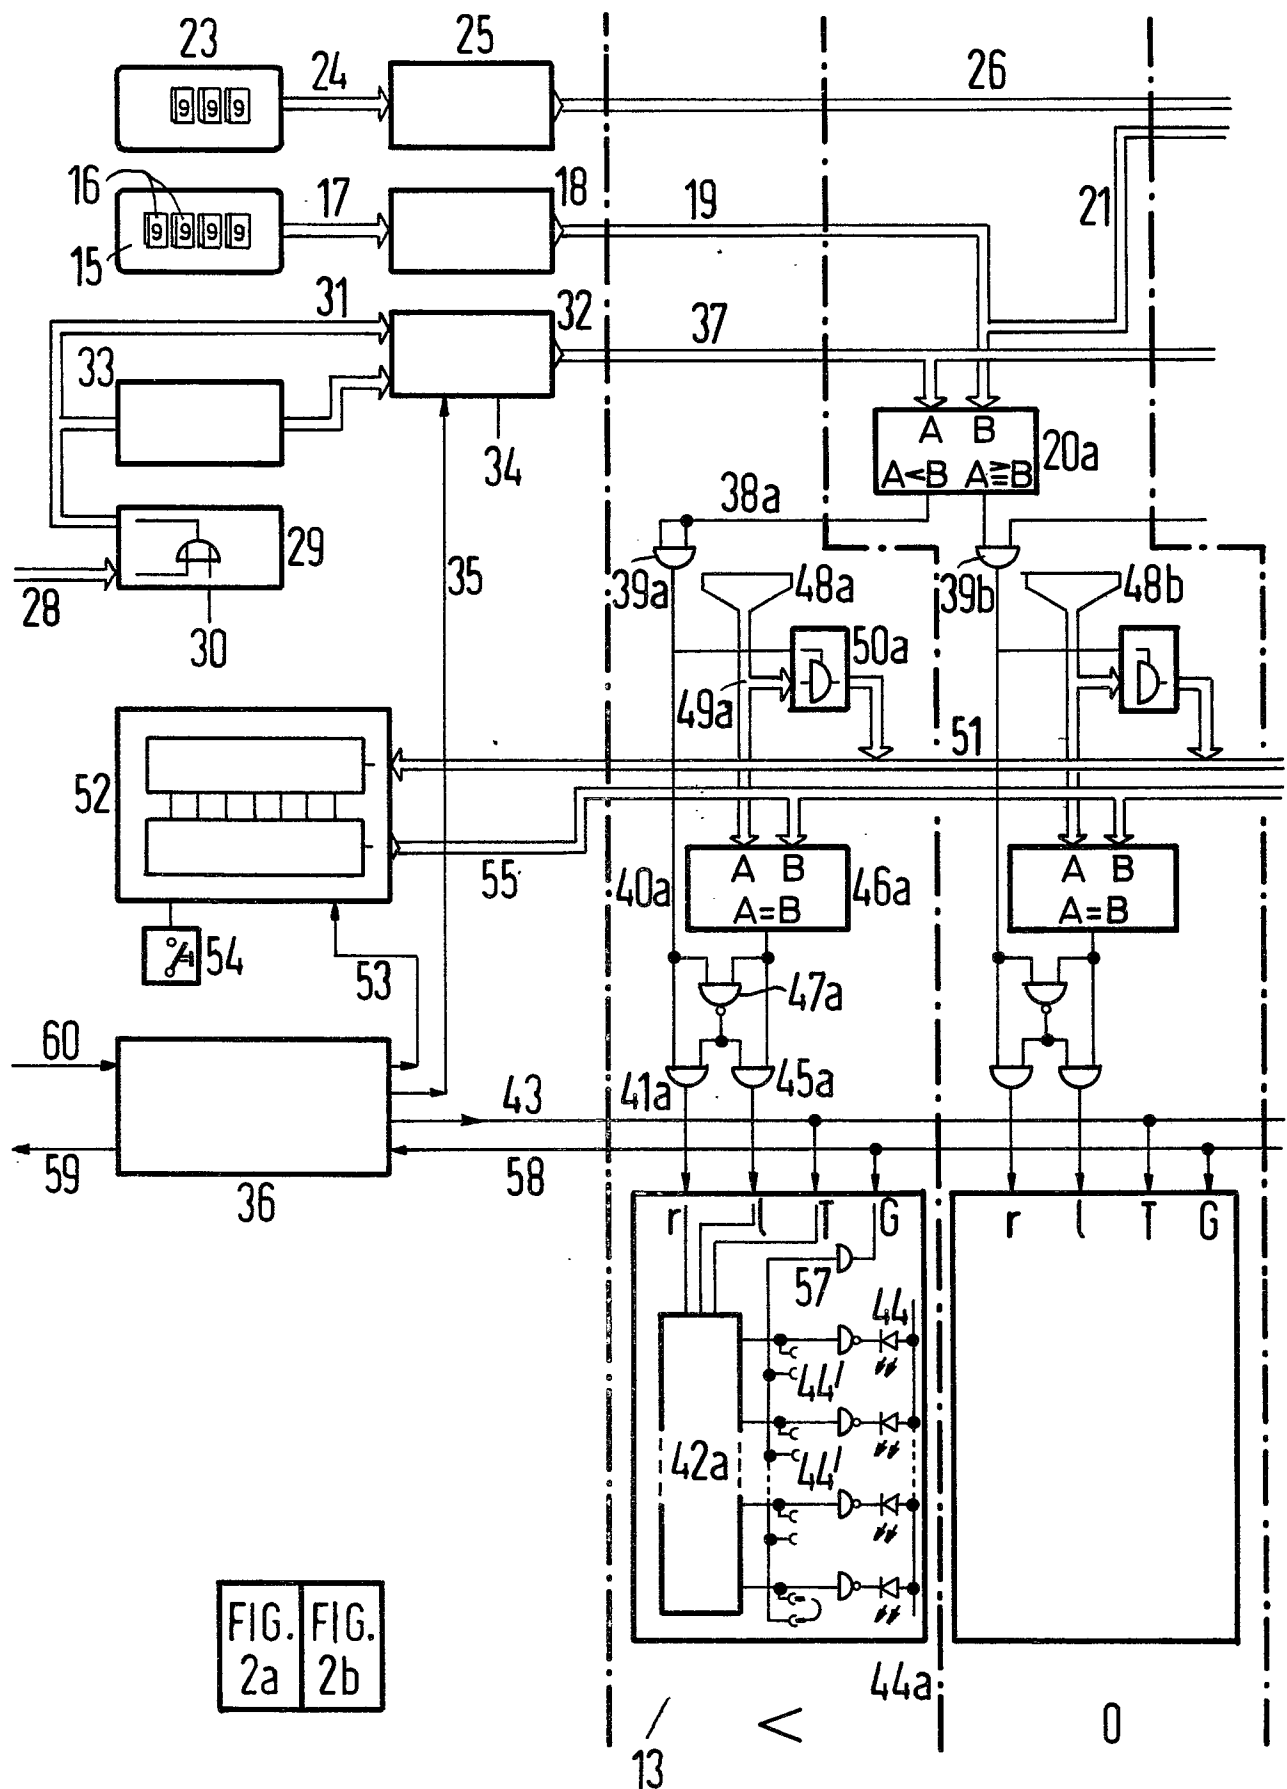 23
24
25
26
9 9 9
16
17
18
19
21
9 9 9 9
15
31
32
37
33
A B
20a
A<B A≧B
34
38a
29
35
39a
48a
39b
48b
28
30
50a
49a
51
52
55
A B
A=B
40a
46a
A B
A=B
54
53
47a
60
41a
45a
43
59
36
58
r l T G
r l T G
57
44
44'
42a
44'
FIG. 2a
FIG. 2b
44a
13
<
0